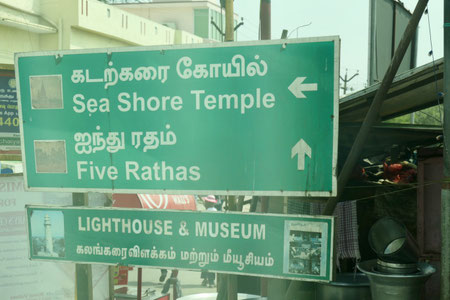 கடற்கரை கோயில்
Sea Shore Temple
ஐந்து ரதம்
Five Rathas
LIGHTHOUSE & MUSEUM
கலங்கரைவிளக்கம் மற்றும் மியூசியம்